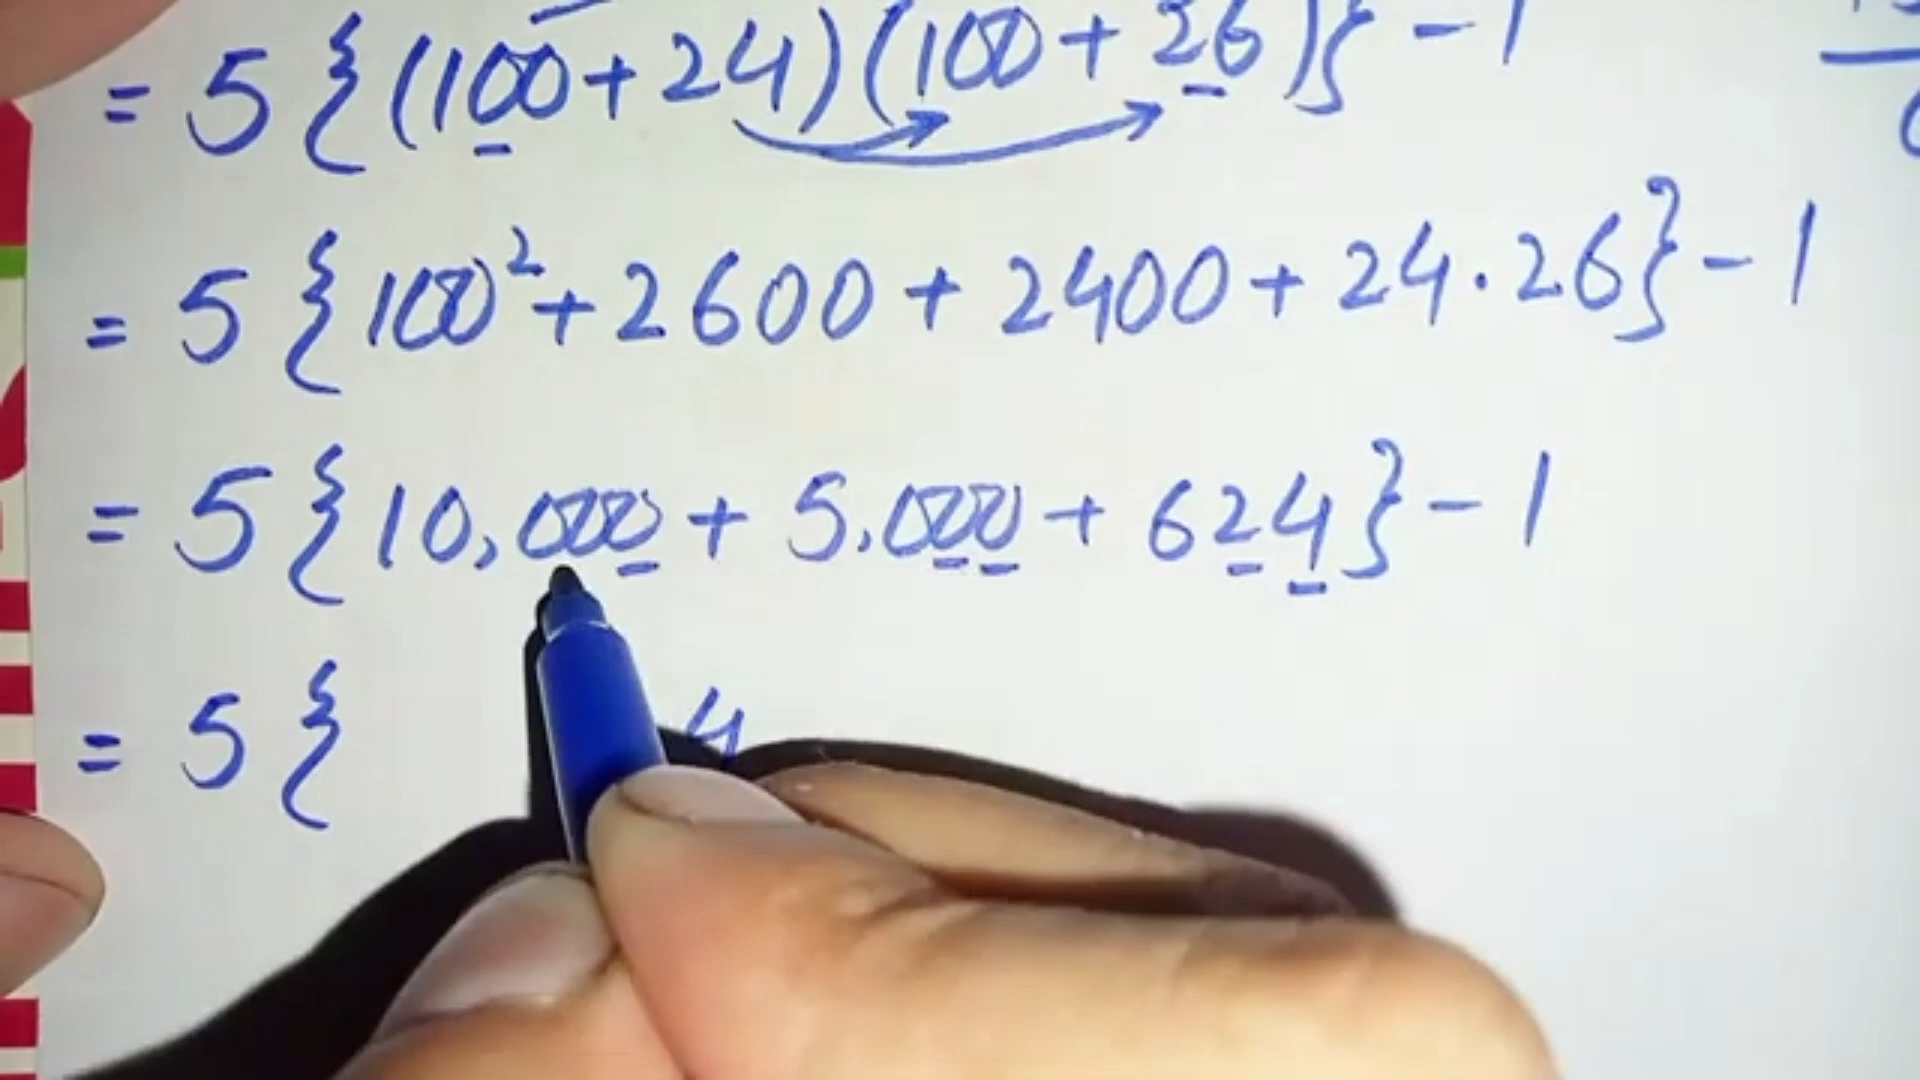 = 5{(100+24)(100+26)}-1
= 5{100²+2600+2400+24·26}-1
= 5{10,000+5,000+624}-1
= 5{ 4